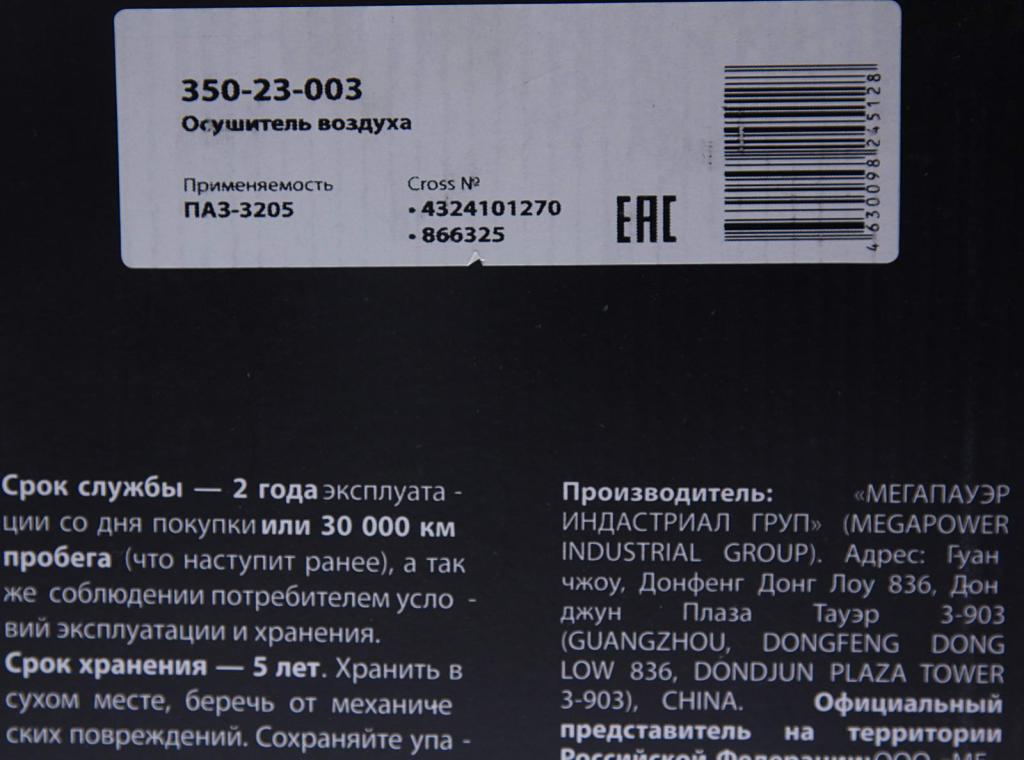 350-23-003
Осушитель воздуха
Применяемость
ПАЗ-3205
Cross №
• 4324101270
• 866325
EAC
4630098245128
Срок службы — 2 года эксплуата -
ции со дня покупки или 30 000 км
пробега (что наступит ранее), а так
же соблюдении потребителем усло -
вий эксплуатации и хранения.
Срок хранения — 5 лет. Хранить в
сухом месте, беречь от механиче
ских повреждений. Сохраняйте упа -
Производитель: «МЕГАПАУЭР
ИНДАСТРИАЛ ГРУП» (MEGAPOWER
INDUSTRIAL GROUP). Адрес: Гуан
чжоу, Донфенг Донг Лоу 836, Дон
джун Плаза Тауэр 3-903
(GUANGZHOU, DONGFENG DONG
LOW 836, DONDJUN PLAZA TOWER
3-903), CHINA. Официальный
представитель на территории
Российской Федерации: ООО «МЕ -